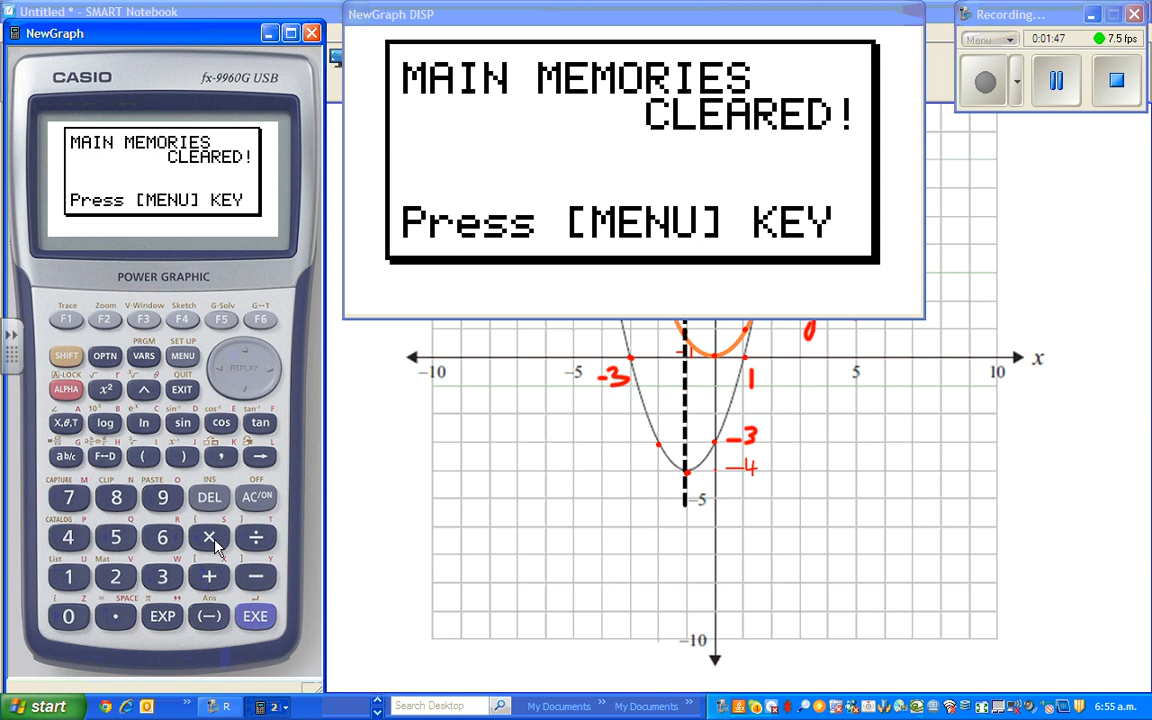 Untitled * - SMART Notebook
NewGraph
CASIO
fx-9960G USB
MAIN MEMORIES
CLEARED!
Press [MENU] KEY
POWER GRAPHIC
Trace Zoom V-Window Sketch G-Solv G↔T
F1 F2 F3 F4 F5 F6
PRGM SET UP
SHIFT OPTN VARS MENU
REPLAY
A-LOCK QUIT
ALPHA x² ^ EXIT
X,θ,T log ln sin cos tan
a b/c F↔D ( ) , →
CAPTURE M CLIP N PASTE O INS OFF
7 8 9 DEL AC/ON
CATALOG P Q R { S } T
4 5 6 × ÷
List U Mat V W [ X ] Y
1 2 3 + −
{ Z = SPACE π " Ans
0 • EXP (−) EXE
NewGraph DISP
MAIN MEMORIES
CLEARED!
Press [MENU] KEY
Recording...
Menu
0:01:47
7.5 fps
−10
−5
5
10
x
-3
1
-3
-4
−5
−10
start
R
2
Search Desktop
My Documents
My Documents
6:55 a.m.